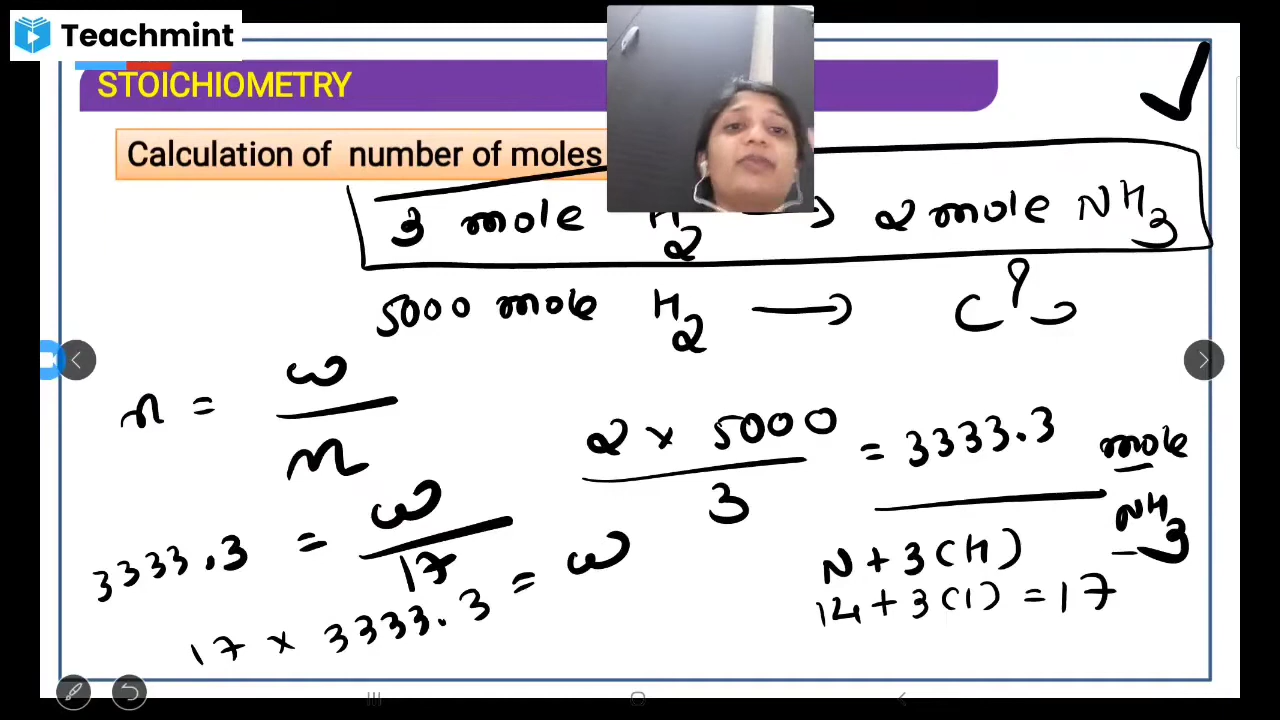 Teachmint
STOICHIOMETRY
Calculation of number of moles
3 mole H2 → 2 mole NH3
5000 mole H2 → (?)
n = w/m
2 × 5000 / 3 = 3333.3 mole NH3
3333.3 = w/17
N + 3(H)
14 + 3(1) = 17
17 × 3333.3 = w